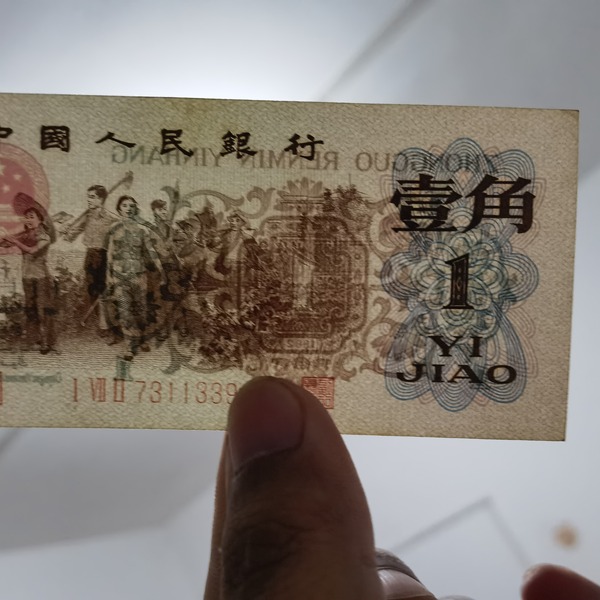 中國人民銀行
ZHONGGUO RENMIN YINHANG
壹角
1
YI
JIAO
I VII II 7311339